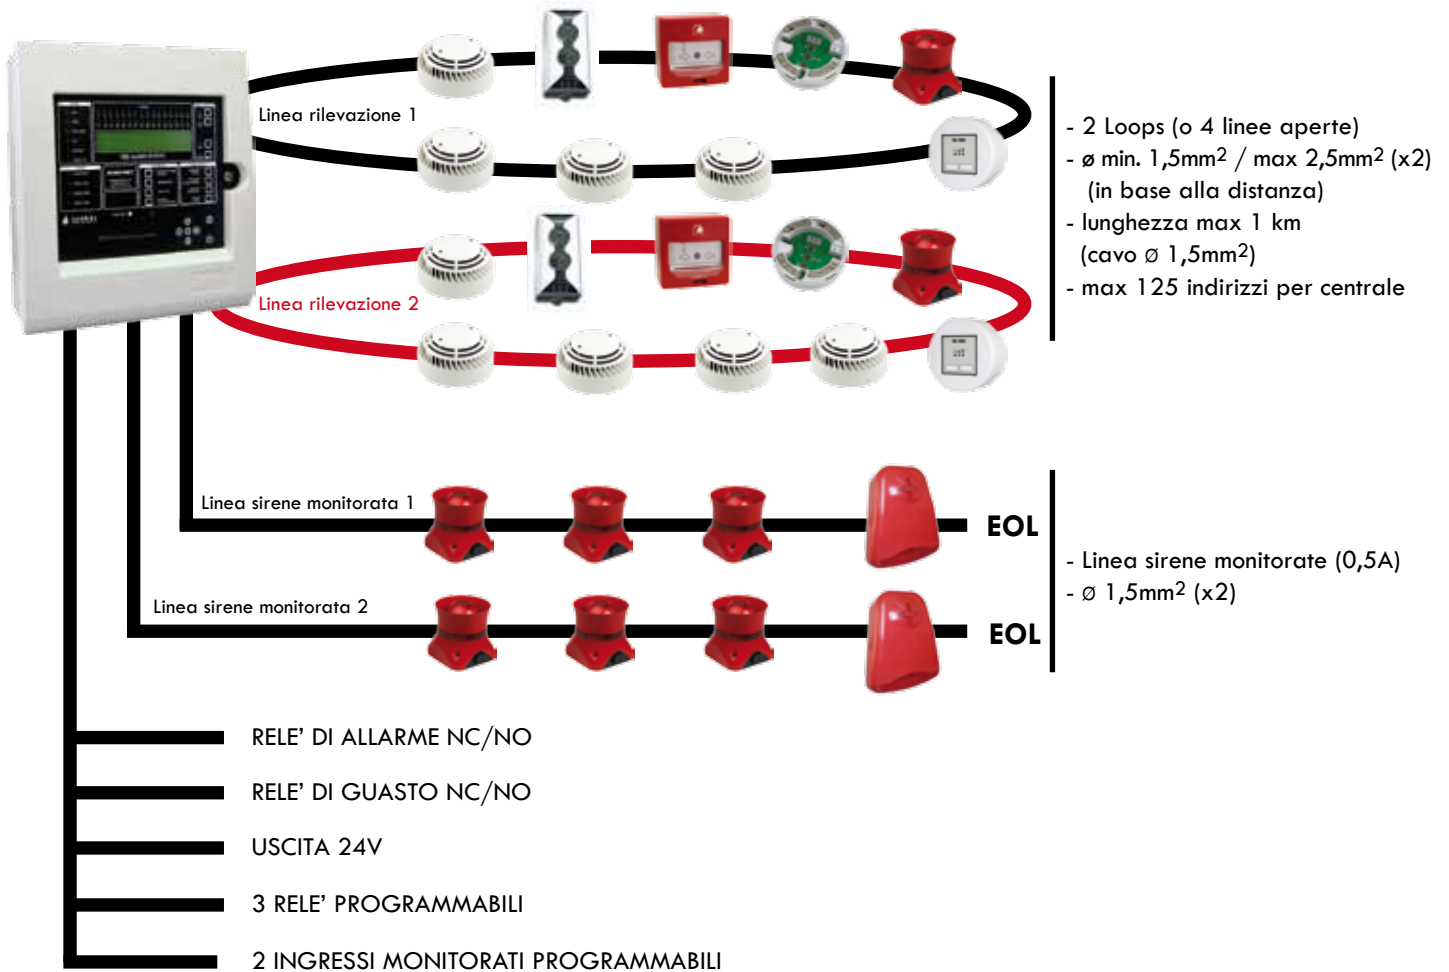 Linea rilevazione 1
- 2 Loops (o 4 linee aperte)
- ø min. 1,5mm² / max 2,5mm² (x2)
(in base alla distanza)
- lunghezza max 1 km
(cavo Ø 1,5mm²)
- max 125 indirizzi per centrale
Linea rilevazione 2
Linea sirene monitorata 1
EOL
- Linea sirene monitorate (0,5A)
- Ø 1,5mm² (x2)
Linea sirene monitorata 2
EOL
RELE' DI ALLARME NC/NO
RELE' DI GUASTO NC/NO
USCITA 24V
3 RELE' PROGRAMMABILI
2 INGRESSI MONITORATI PROGRAMMABILI